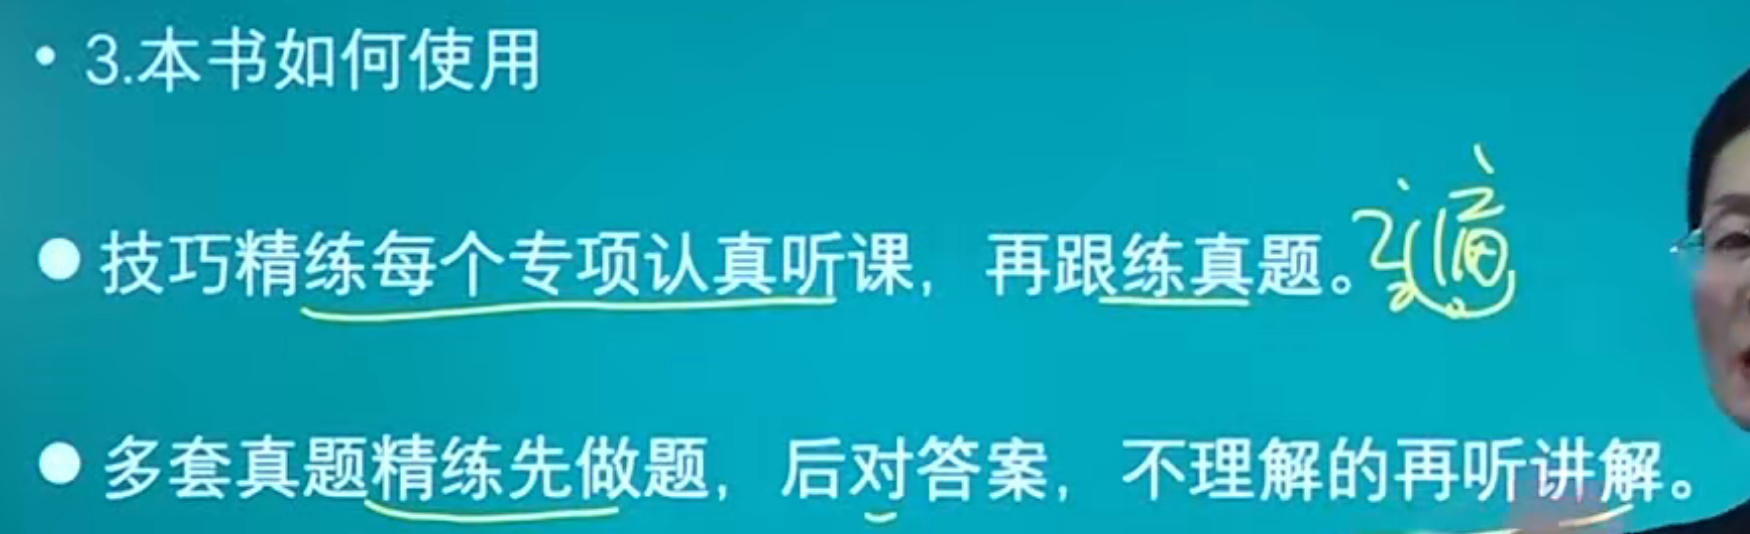 • 3.本书如何使用
● 技巧精练每个专项认真听课，再跟练真题。
● 多套真题精练先做题，后对答案，不理解的再听讲解。